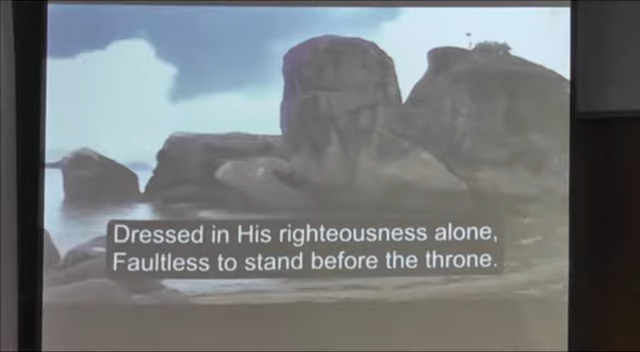 Dressed in His righteousness alone,
Faultless to stand before the throne.